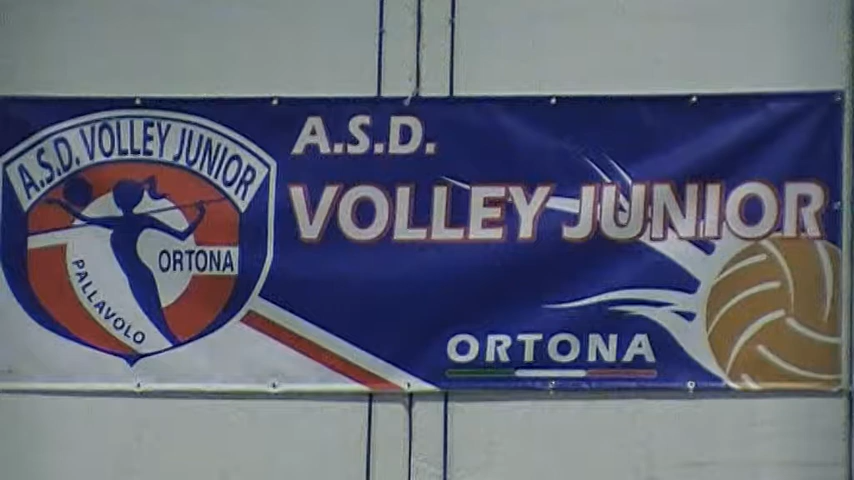 A.S.D. VOLLEY JUNIOR
ORTONA
PALLAVOLO
A.S.D.
VOLLEY JUNIOR
ORTONA